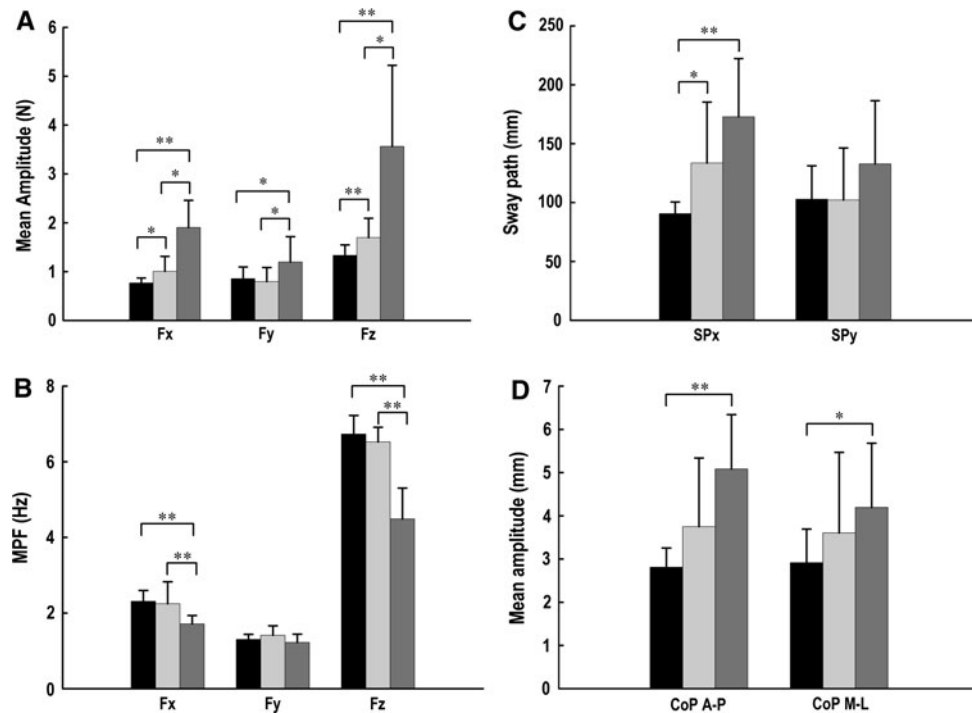 A
Mean Amplitude (N)
6
5
4
3
2
1
0
** * *
* *
** * **
Fx Fy Fz
B
MPF (Hz)
8
6
4
2
0
** **
** **
Fx Fy Fz
C
Sway path (mm)
250
200
150
100
50
0
**
*
SPx SPy
D
Mean amplitude (mm)
7
6
5
4
3
2
1
0
** *
CoP A-P CoP M-L